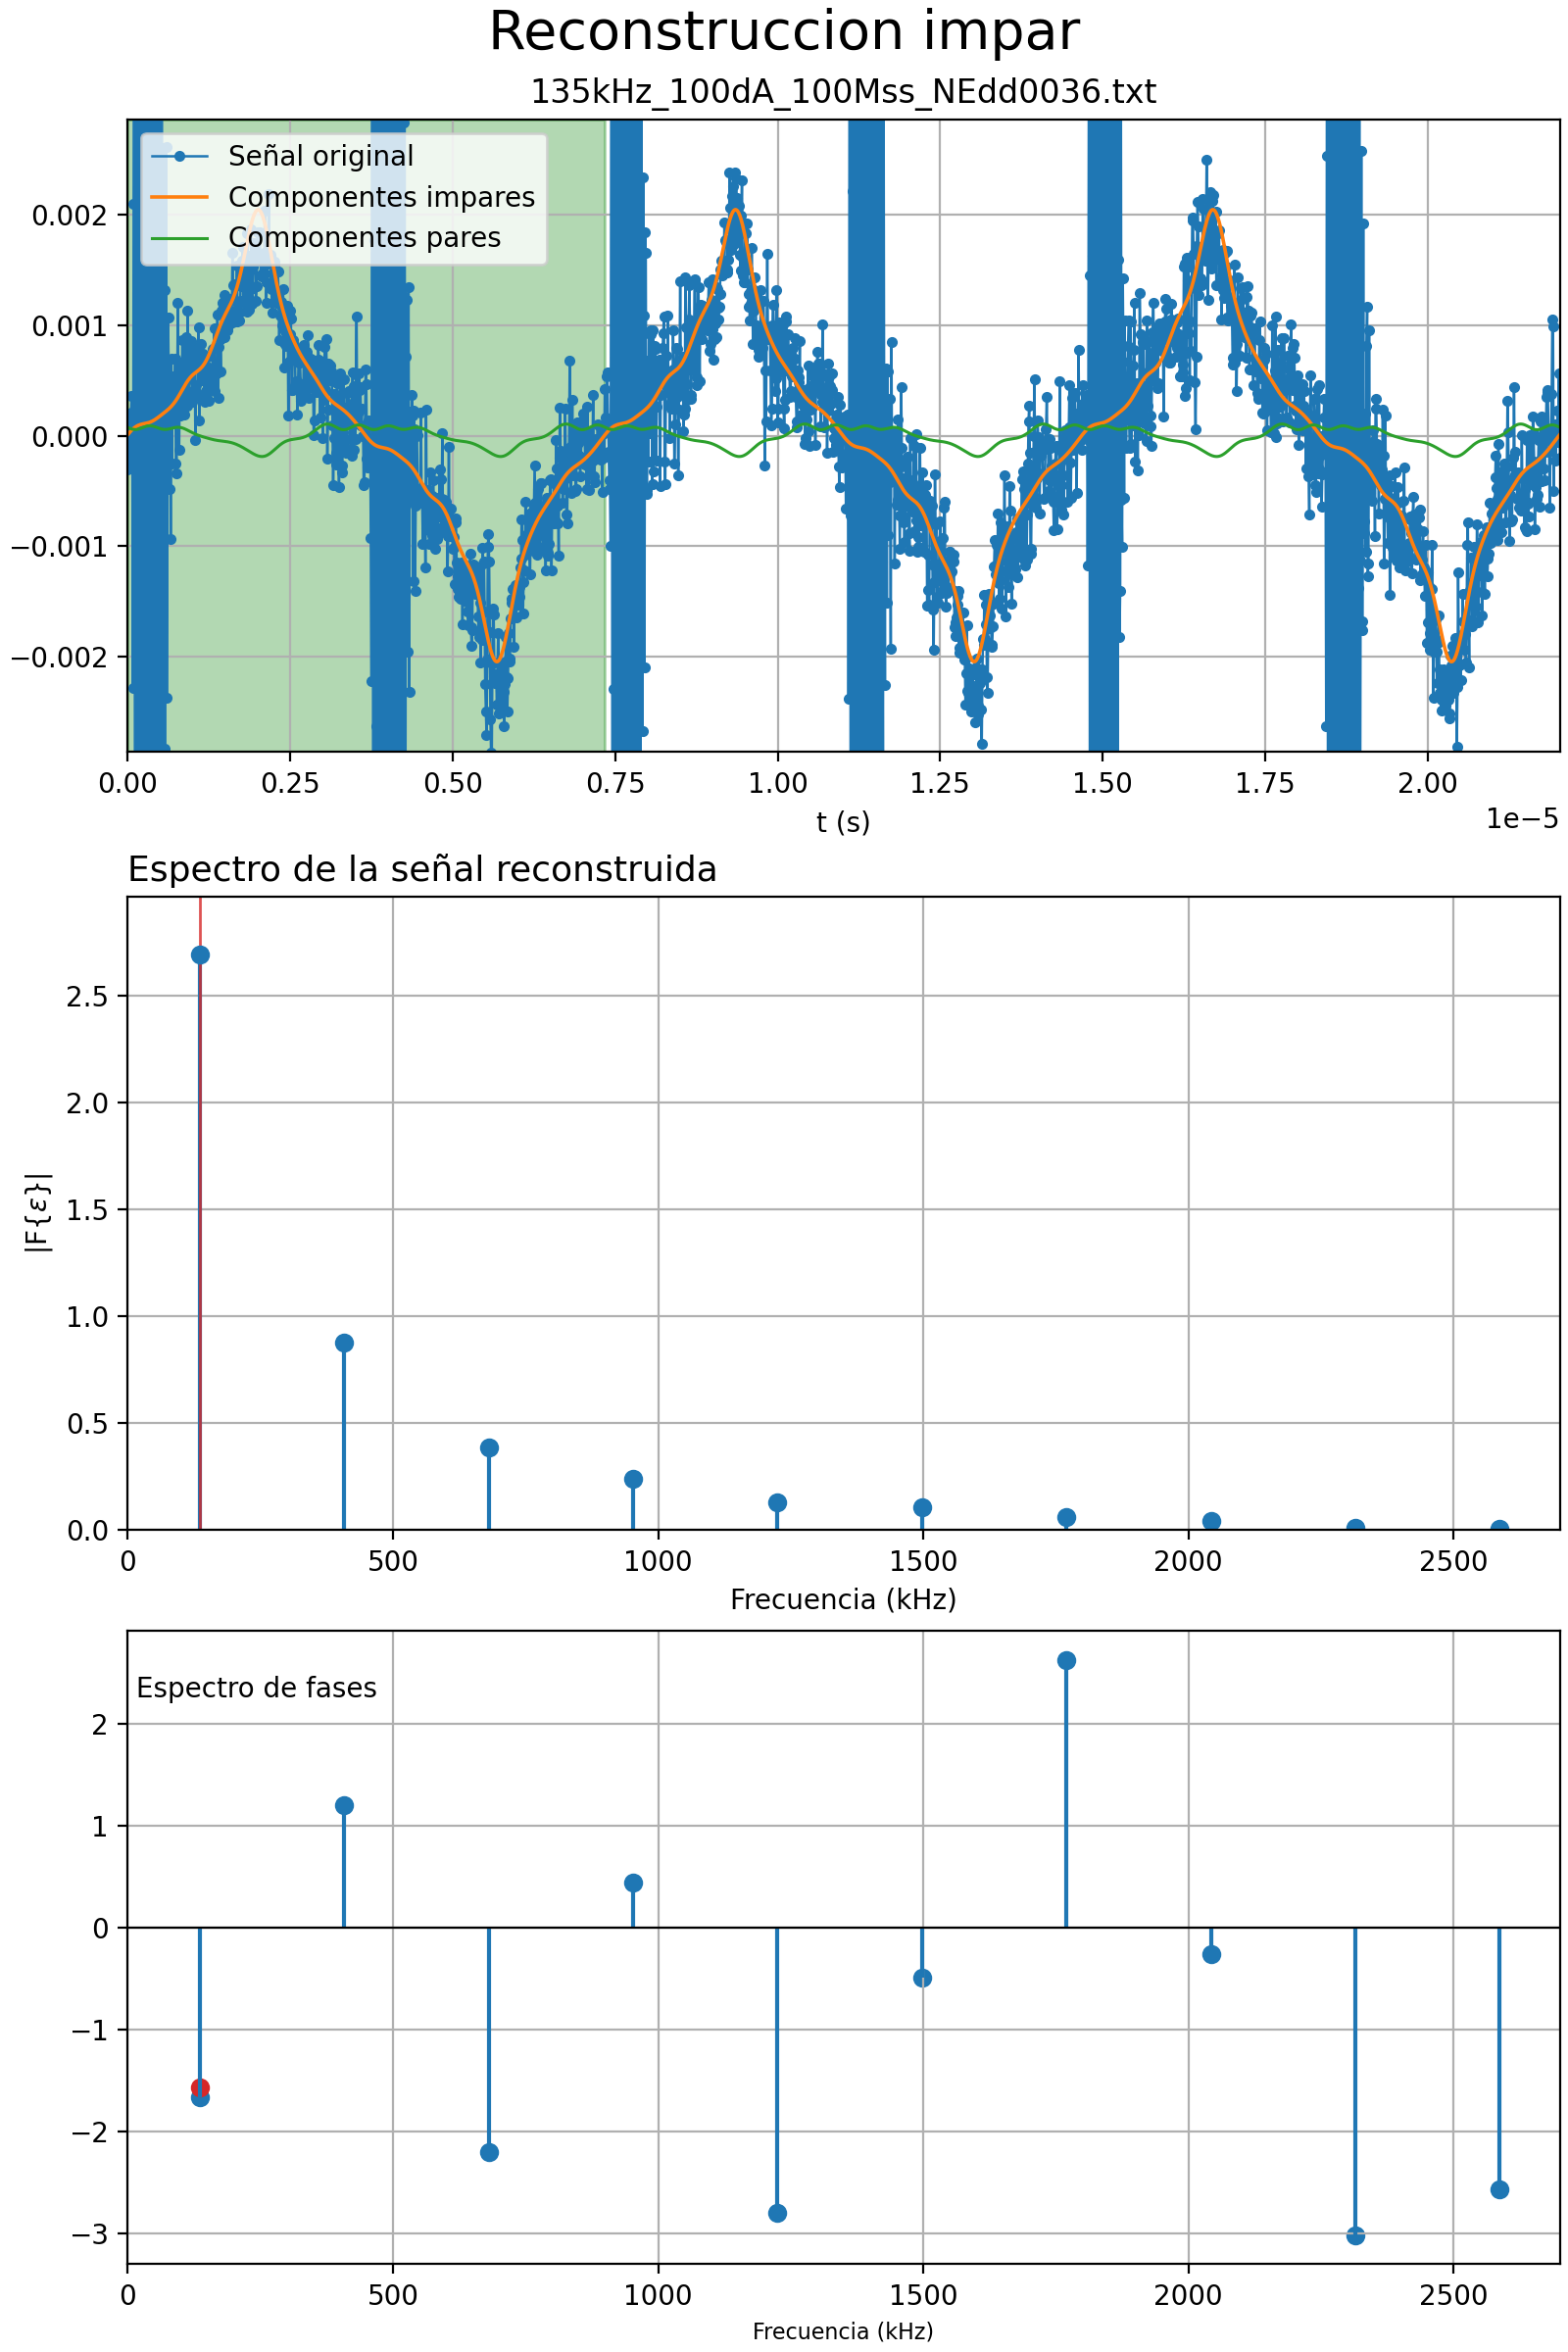 Reconstruccion impar
135kHz_100dA_100Mss_NEdd0036.txt
Señal original
Componentes impares
Componentes pares
0.002
0.001
0.000
−0.001
−0.002
0.00 0.25 0.50 0.75 1.00 1.25 1.50 1.75 2.00
1e−5
t (s)
Espectro de la señal reconstruida
2.5
2.0
1.5
1.0
0.5
0.0
|F{ε}|
0 500 1000 1500 2000 2500
Frecuencia (kHz)
Espectro de fases
2
1
0
−1
−2
−3
0 500 1000 1500 2000 2500
Frecuencia (kHz)